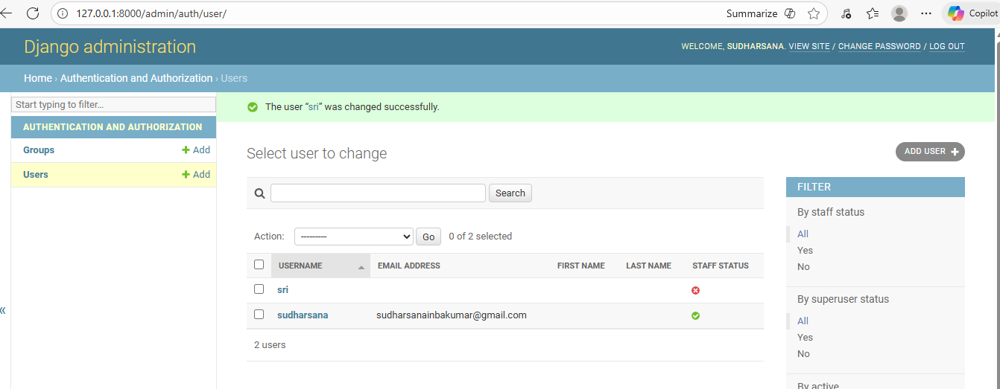 127.0.0.1:8000/admin/auth/user/
Summarize
Copilot
Django administration
WELCOME, SUDHARSANA. VIEW SITE / CHANGE PASSWORD / LOG OUT
Home › Authentication and Authorization › Users
Start typing to filter...
AUTHENTICATION AND AUTHORIZATION
Groups
+ Add
Users
+ Add
«
The user “sri” was changed successfully.
Select user to change
ADD USER +
Search
Action:
---------
Go
0 of 2 selected
USERNAME EMAIL ADDRESS FIRST NAME LAST NAME STAFF STATUS
sri
sudharsana sudharsanainbakumar@gmail.com
2 users
FILTER
By staff status
All
Yes
No
By superuser status
All
Yes
No
By active